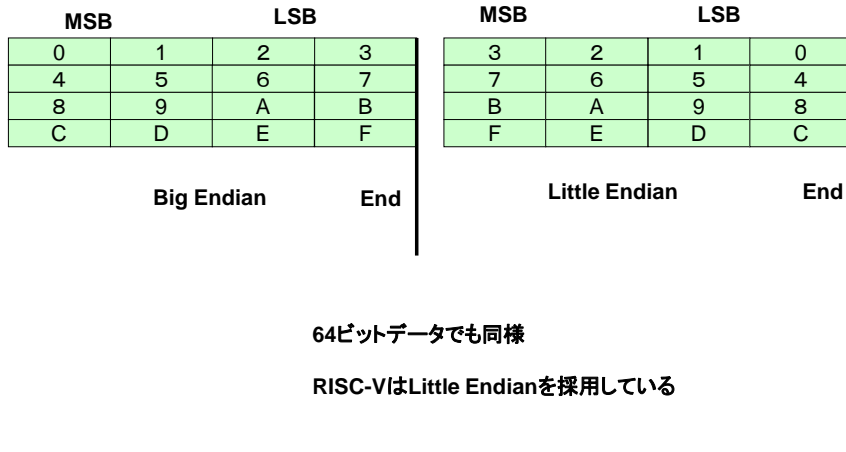 MSB LSB
0 1 2 3
4 5 6 7
8 9 A B
C D E F
Big Endian End
MSB LSB
3 2 1 0
7 6 5 4
B A 9 8
F E D C
Little Endian End
64ビットデータでも同様
RISC-VはLittle Endianを採用している